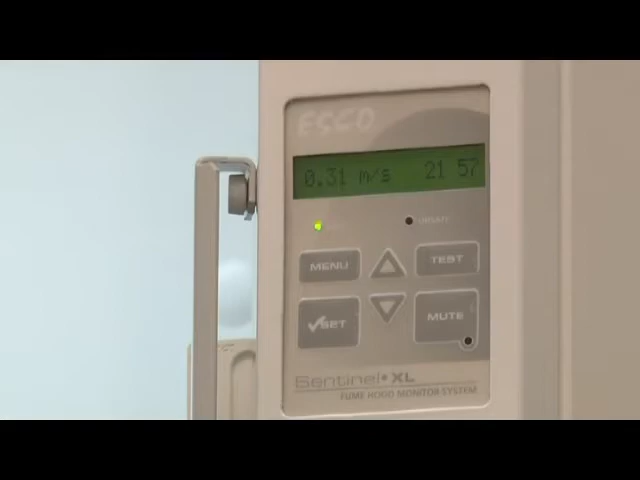 ESCO
0.31 m/s 21 57
MENU
TEST
SET
MUTE
Sentinel XL
FUME HOOD MONITOR SYSTEM